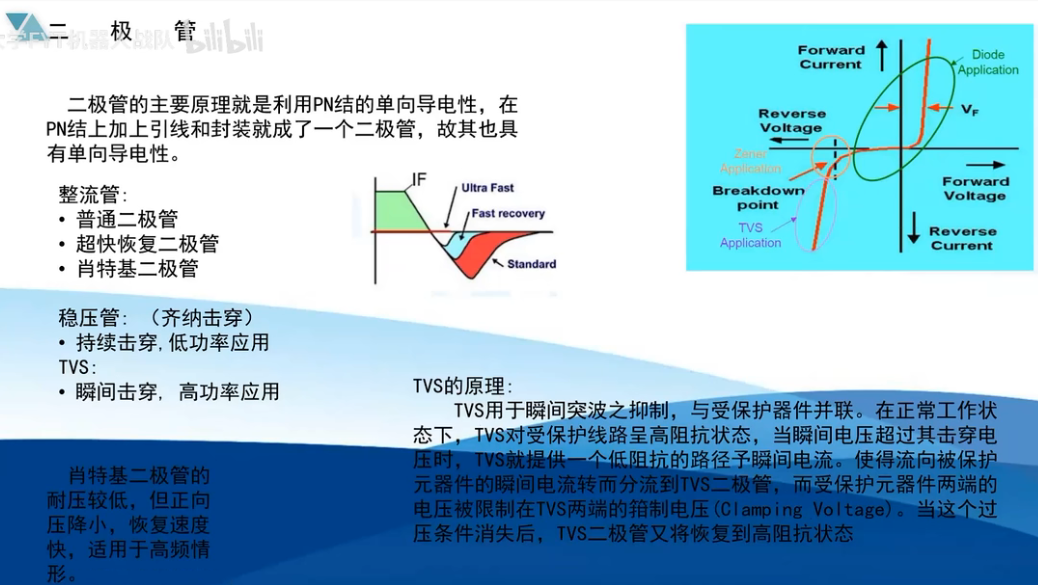 二 极 管
大学FYT机器人战队 bilibili
二极管的主要原理就是利用PN结的单向导电性，在
PN结上加上引线和封装就成了一个二极管，故其也具
有单向导电性。
整流管：
• 普通二极管
• 超快恢复二极管
• 肖特基二极管
稳压管：（齐纳击穿）
• 持续击穿，低功率应用
TVS：
• 瞬间击穿， 高功率应用
肖特基二极管的
耐压较低，但正向
压降小，恢复速度
快，适用于高频情
形。
IF
Ultra Fast
Fast recovery
Standard
Forward
Current
Diode
Application
VF
Reverse
Voltage
Zener
Application
Breakdown
point
Forward
Voltage
TVS
Application
Reverse
Current
TVS的原理：
TVS用于瞬间突波之抑制，与受保护器件并联。在正常工作状
态下，TVS对受保护线路呈高阻抗状态，当瞬间电压超过其击穿电
压时，TVS就提供一个低阻抗的路径予瞬间电流。使得流向被保护
元器件的瞬间电流转而分流到TVS二极管，而受保护元器件两端的
电压被限制在TVS两端的箝制电压(Clamping Voltage)。当这个过
压条件消失后，TVS二极管又将恢复到高阻抗状态